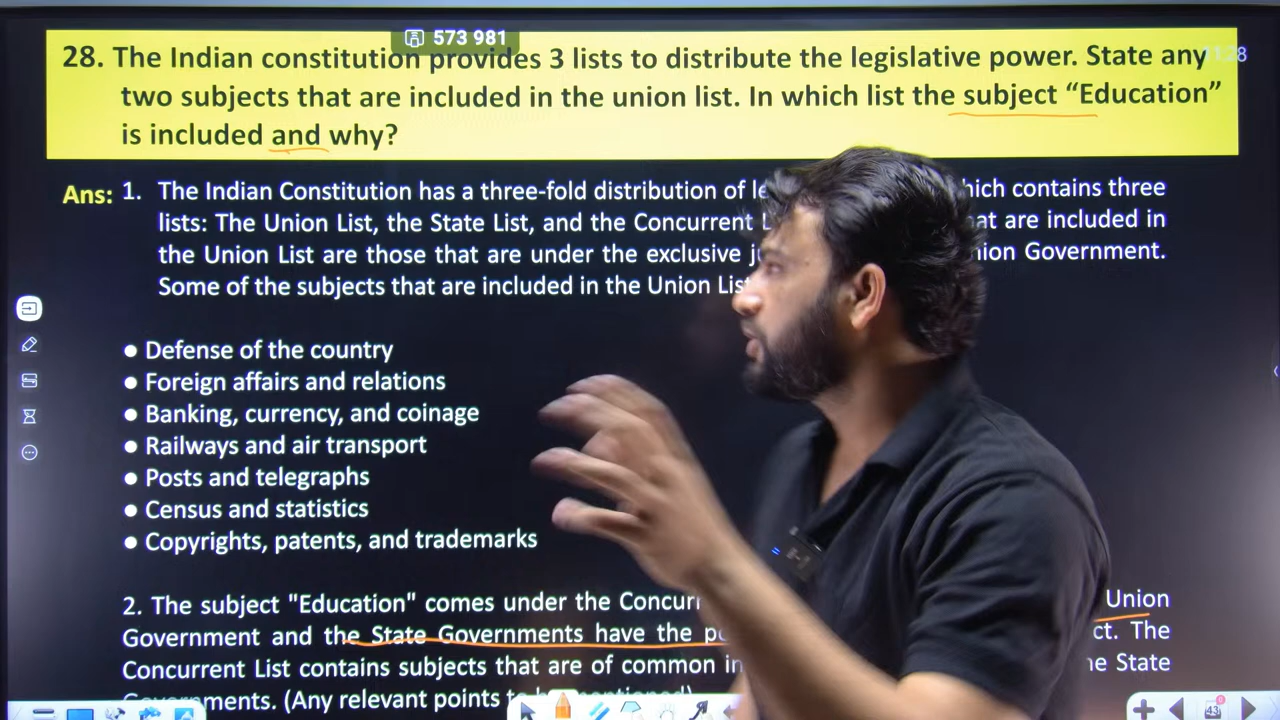 573 981
28. The Indian constitution provides 3 lists to distribute the legislative power. State any
11:28
two subjects that are included in the union list. In which list the subject “Education”
is included and why?
Ans: 1. The Indian Constitution has a three-fold distribution of hich contains three
lists: The Union List, the State List, and the Concurrent at are included in
the Union List are those that are under the exclusive nion Government.
Some of the subjects that are included in the Union List
● Defense of the country
● Foreign affairs and relations
● Banking, currency, and coinage
● Railways and air transport
● Posts and telegraphs
● Census and statistics
● Copyrights, patents, and trademarks
2. The subject "Education" comes under the Union
Government and the State Governments have the ct. The
Concurrent List contains subjects that are of common State
(Any relevant points
43